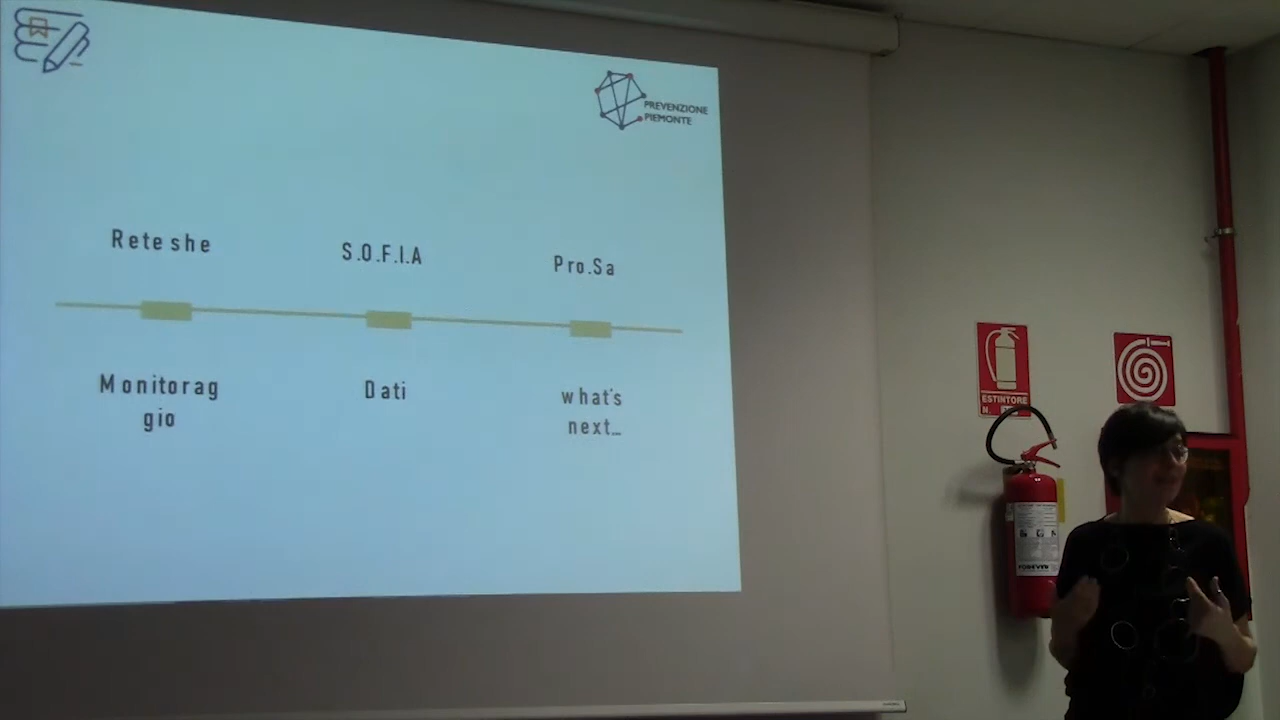 PREVENZIONE
PIEMONTE
Rete she
S.O.F.I.A
Pro.Sa
Monitorag
gio
Dati
what's
next...
ESTINTORE
N.